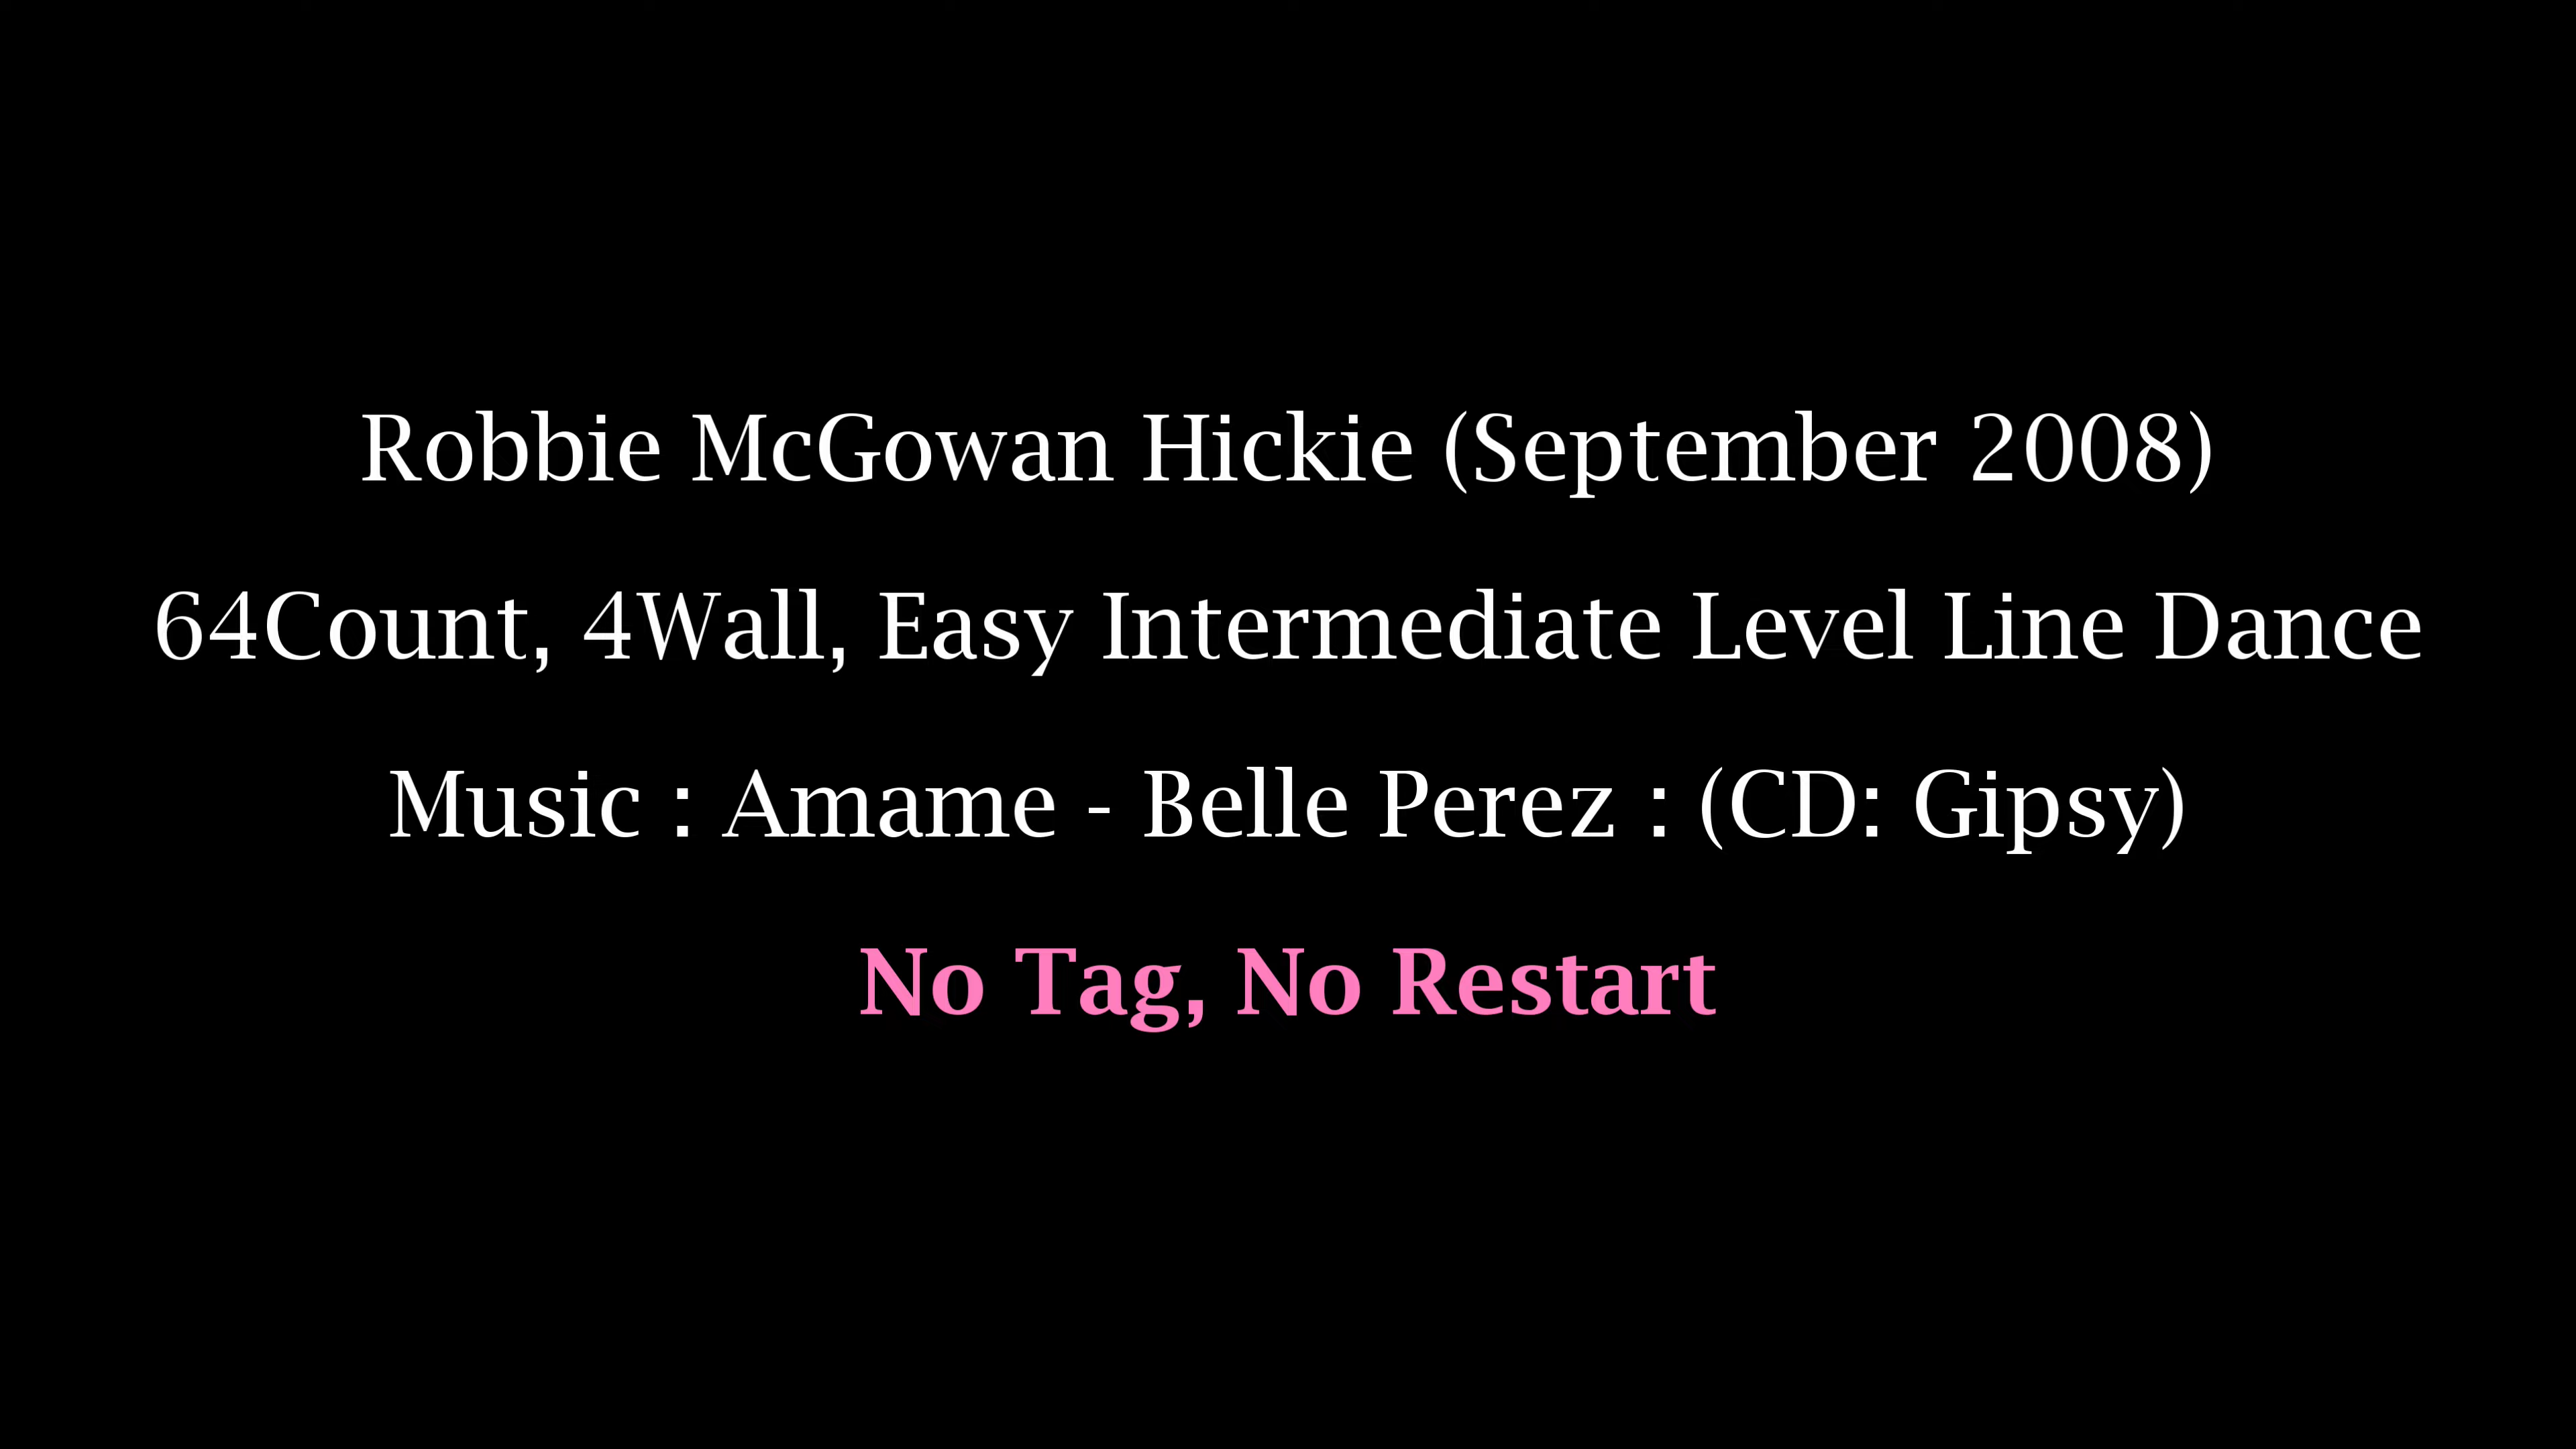 Robbie McGowan Hickie (September 2008)
64Count, 4Wall, Easy Intermediate Level Line Dance
Music : Amame - Belle Perez : (CD: Gipsy)
No Tag, No Restart